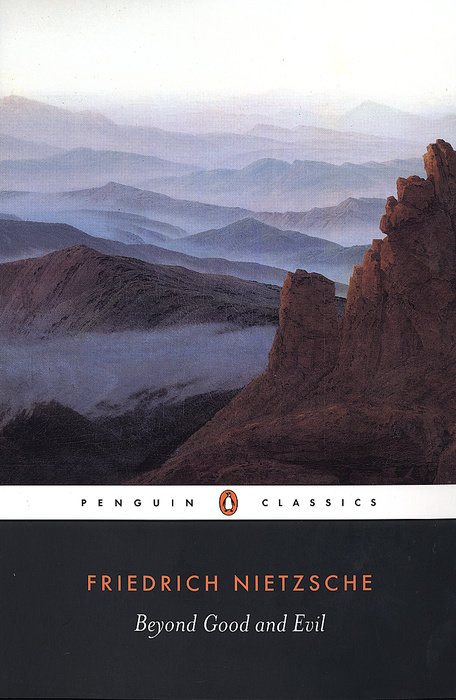 PENGUIN CLASSICS
FRIEDRICH NIETZSCHE
Beyond Good and Evil